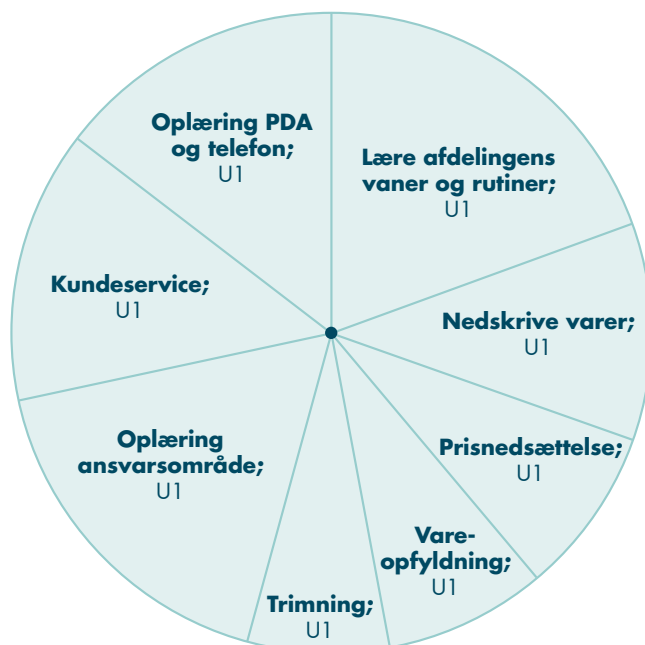 Oplæring PDA
og telefon;
U1
Lære afdelingens
vaner og rutiner;
U1
Kundeservice;
U1
Nedskrive varer;
U1
Oplæring
ansvarsområde;
U1
Prisnedsættelse;
U1
Vare-
opfyldning;
U1
Trimning;
U1